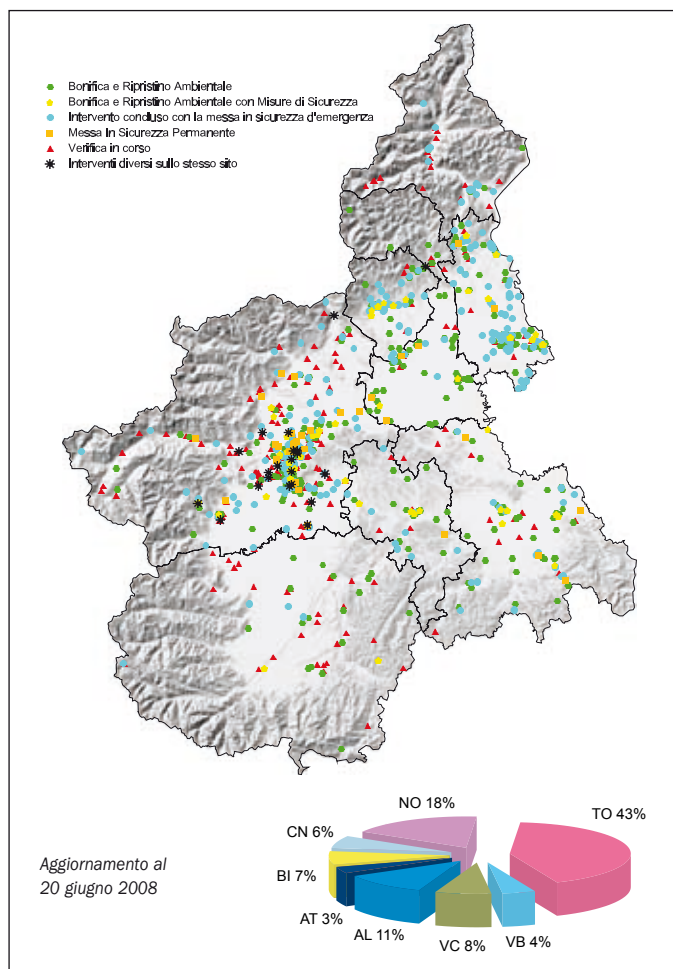 Bonifica e Ripristino Ambientale
Bonifica e Ripristino Ambientale con Misure di Sicurezza
Intervento concluso con la messa in sicurezza d'emergenza
Messa In Sicurezza Permanente
Verifica in corso
Interventi diversi sullo stesso sito
NO 18%
TO 43%
CN 6%
BI 7%
AT 3%
AL 11%
VC 8%
VB 4%
Aggiornamento al
20 giugno 2008